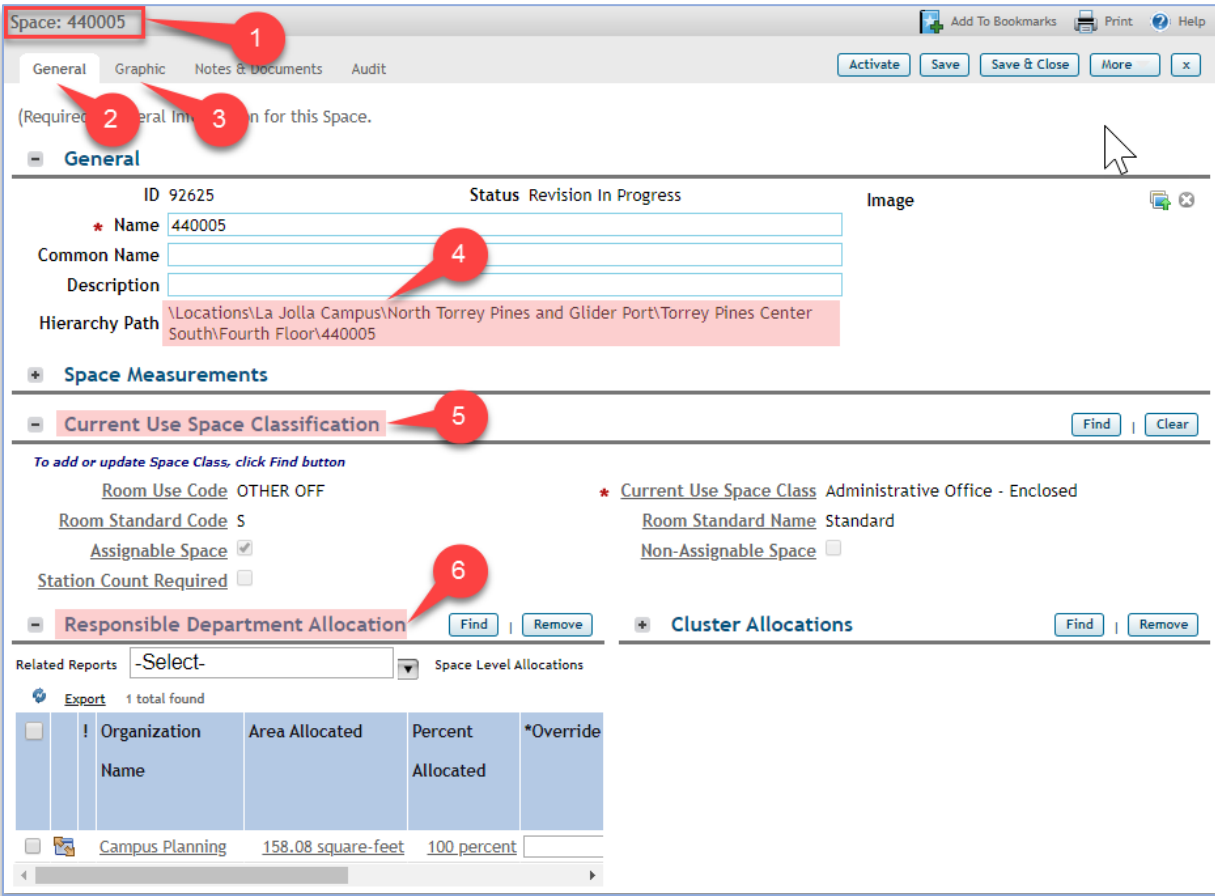 Space: 440005
1
Add To Bookmarks Print ? Help
General Graphic Notes & Documents Audit
Activate Save Save & Close More x
2
3
(Required for this Space.
General
ID 92625 Status Revision In Progress Image
* Name 440005
Common Name
4
Description
Hierarchy Path \Locations\La Jolla Campus\North Torrey Pines and Glider Port\Torrey Pines Center
South\Fourth Floor\440005
Space Measurements
Current Use Space Classification 5 Find | Clear
To add or update Space Class, click Find button
Room Use Code OTHER OFF * Current Use Space Class Administrative Office - Enclosed
Room Standard Code S Room Standard Name Standard
Assignable Space Non-Assignable Space
Station Count Required
6
Responsible Department Allocation Find | Remove Cluster Allocations Find | Remove
Related Reports -Select- Space Level Allocations
Export 1 total found
! Organization Area Allocated Percent *Override
Name Allocated
Campus Planning 158.08 square-feet 100 percent